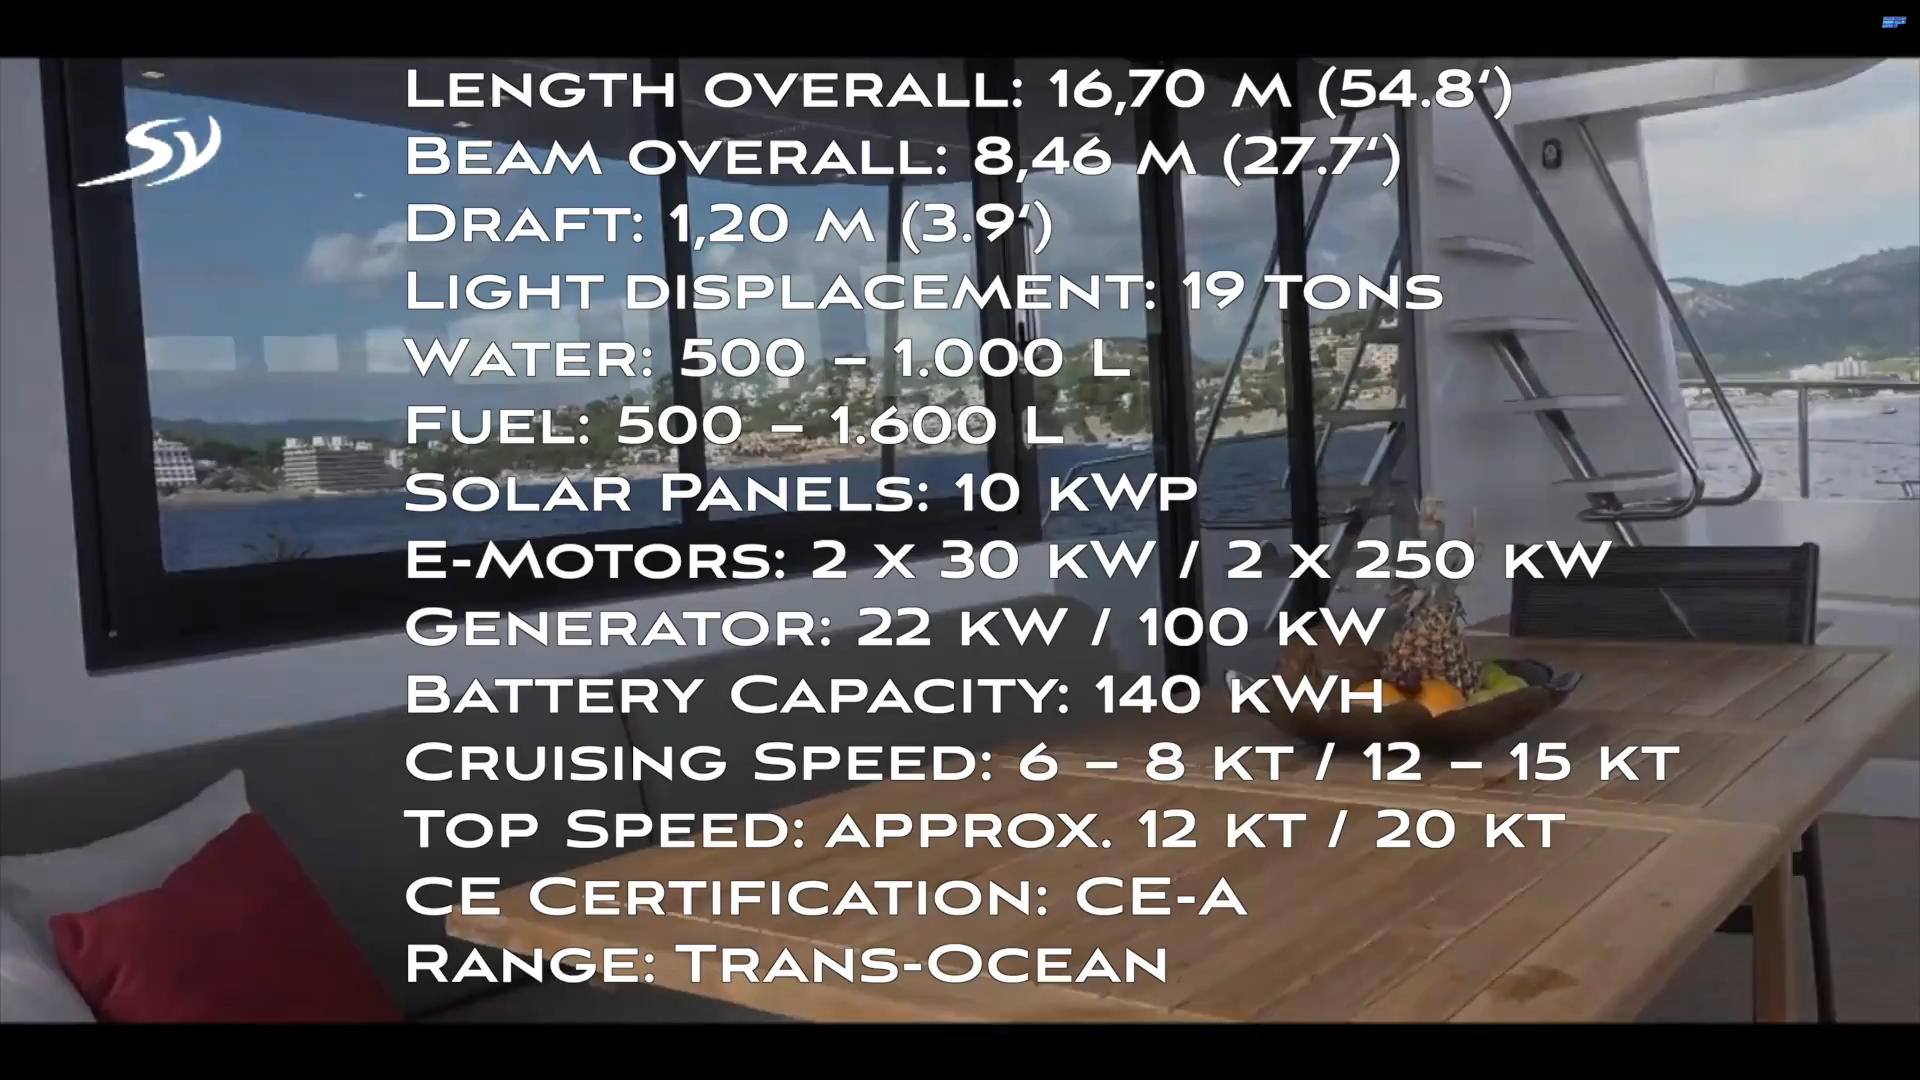 SV
LENGTH OVERALL: 16,70 M (54.8‘)
BEAM OVERALL: 8,46 M (27.7‘)
DRAFT: 1,20 M (3.9‘)
LIGHT DISPLACEMENT: 19 TONS
WATER: 500 – 1.000 L
FUEL: 500 – 1.600 L
SOLAR PANELS: 10 KWP
E-MOTORS: 2 X 30 KW / 2 X 250 KW
GENERATOR: 22 KW / 100 KW
BATTERY CAPACITY: 140 KWH
CRUISING SPEED: 6 – 8 KT / 12 – 15 KT
TOP SPEED: APPROX. 12 KT / 20 KT
CE CERTIFICATION: CE-A
RANGE: TRANS-OCEAN